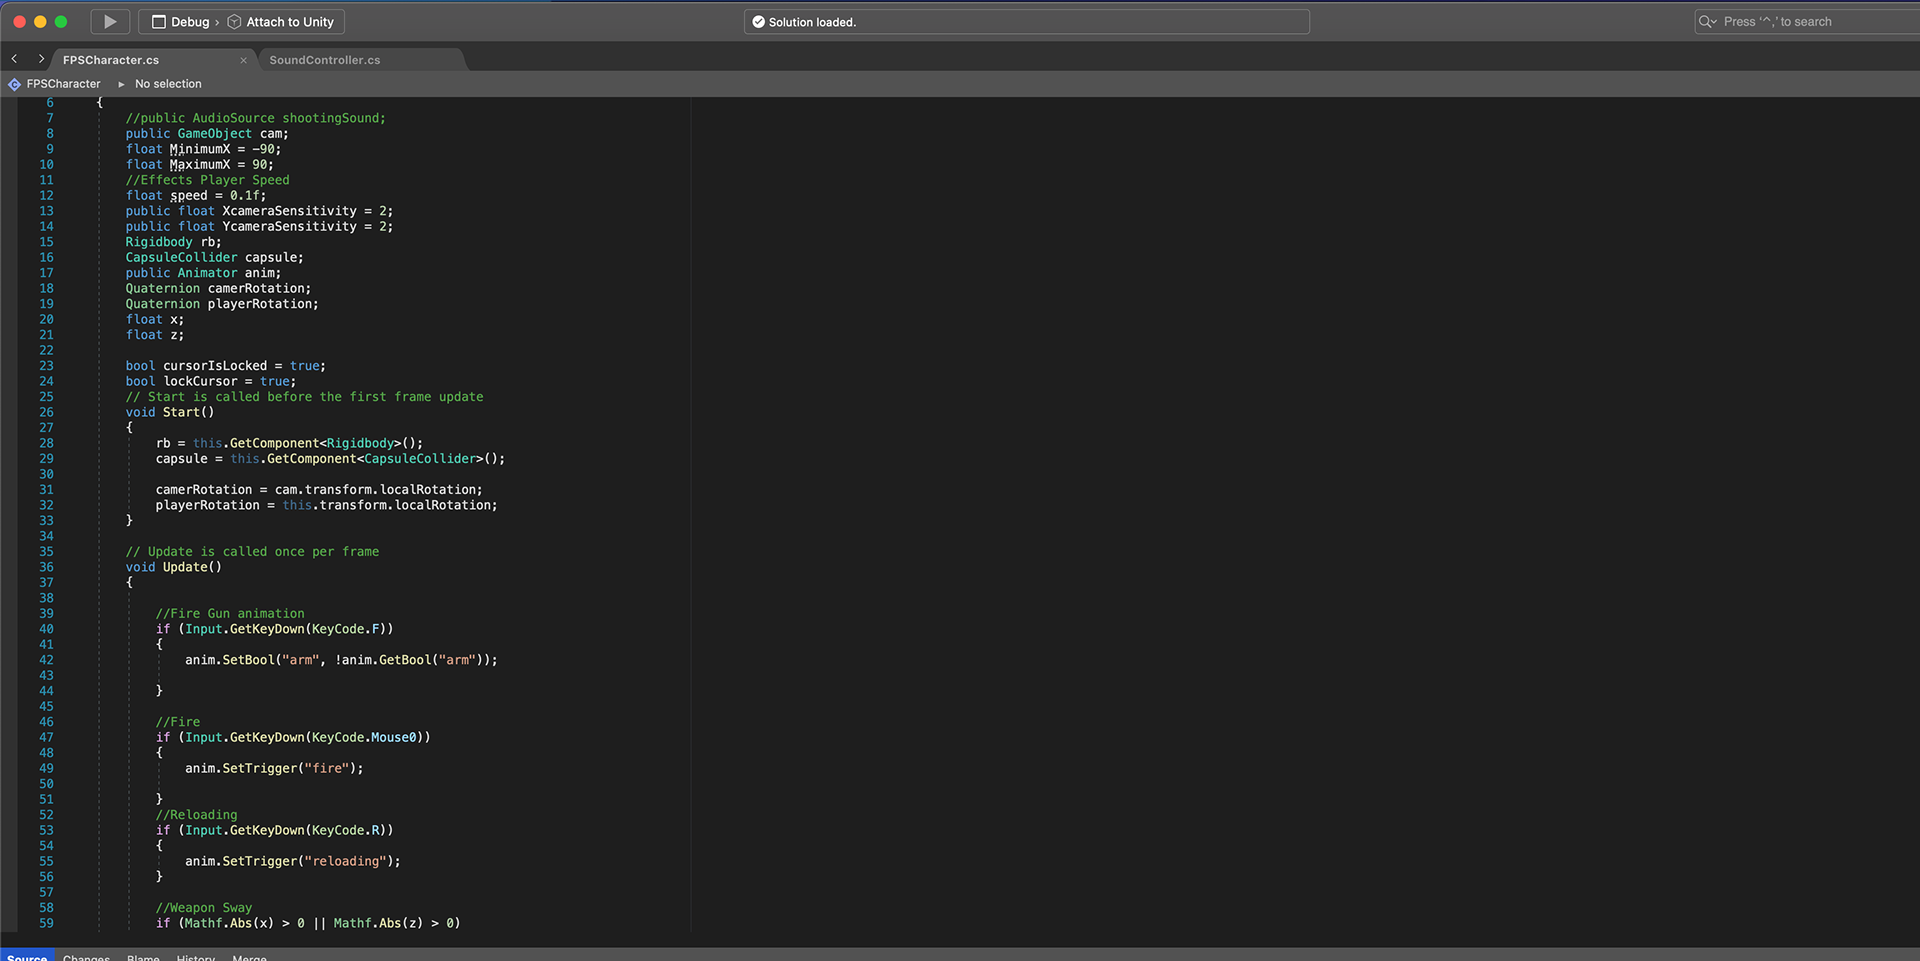 Debug › Attach to Unity
Solution loaded.
Press '^,' to search
FPSCharacter.cs ×
SoundController.cs
FPSCharacter ▸ No selection
6 {
7 //public AudioSource shootingSound;
8 public GameObject cam;
9 float MinimumX = -90;
10 float MaximumX = 90;
11 //Effects Player Speed
12 float speed = 0.1f;
13 public float XcameraSensitivity = 2;
14 public float YcameraSensitivity = 2;
15 Rigidbody rb;
16 CapsuleCollider capsule;
17 public Animator anim;
18 Quaternion camerRotation;
19 Quaternion playerRotation;
20 float x;
21 float z;
22
23 bool cursorIsLocked = true;
24 bool lockCursor = true;
25 // Start is called before the first frame update
26 void Start()
27 {
28 rb = this.GetComponent<Rigidbody>();
29 capsule = this.GetComponent<CapsuleCollider>();
30
31 camerRotation = cam.transform.localRotation;
32 playerRotation = this.transform.localRotation;
33 }
34
35 // Update is called once per frame
36 void Update()
37 {
38
39 //Fire Gun animation
40 if (Input.GetKeyDown(KeyCode.F))
41 {
42 anim.SetBool("arm", !anim.GetBool("arm"));
43
44 }
45
46 //Fire
47 if (Input.GetKeyDown(KeyCode.Mouse0))
48 {
49 anim.SetTrigger("fire");
50
51 }
52 //Reloading
53 if (Input.GetKeyDown(KeyCode.R))
54 {
55 anim.SetTrigger("reloading");
56 }
57
58 //Weapon Sway
59 if (Mathf.Abs(x) > 0 || Mathf.Abs(z) > 0)
Source Changes Blame History Merge